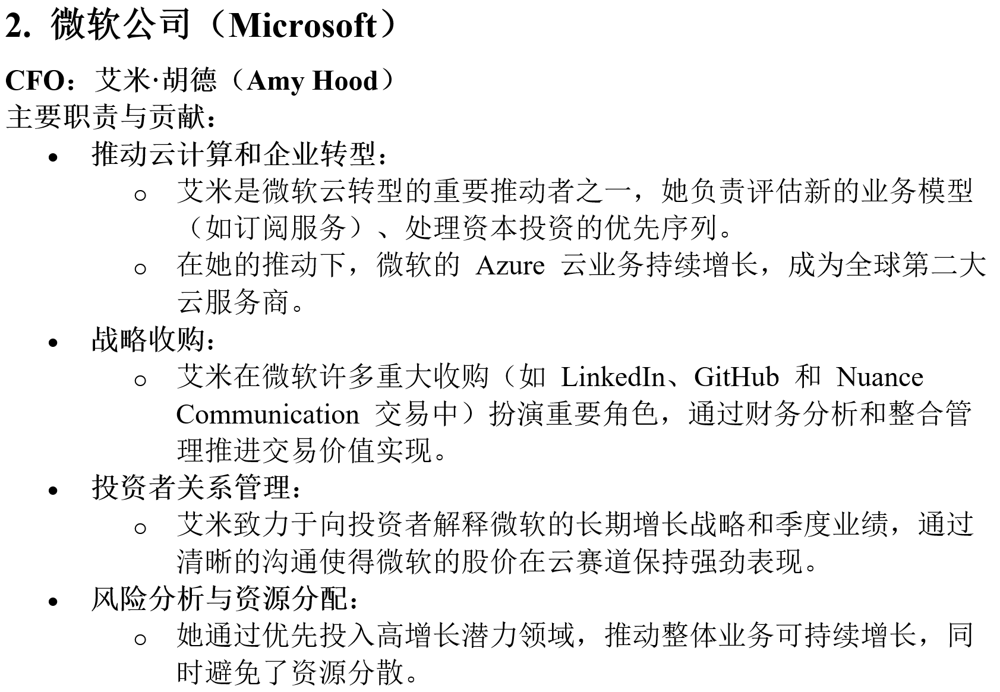 2. 微软公司（Microsoft）
CFO：艾米·胡德（Amy Hood）
主要职责与贡献：
• 推动云计算和企业转型：
o 艾米是微软云转型的重要推动者之一，她负责评估新的业务模型
（如订阅服务）、处理资本投资的优先序列。
o 在她的推动下，微软的 Azure 云业务持续增长，成为全球第二大
云服务商。
• 战略收购：
o 艾米在微软许多重大收购（如 LinkedIn、GitHub 和 Nuance
Communication 交易中）扮演重要角色，通过财务分析和整合管
理推进交易价值实现。
• 投资者关系管理：
o 艾米致力于向投资者解释微软的长期增长战略和季度业绩，通过
清晰的沟通使得微软的股价在云赛道保持强劲表现。
• 风险分析与资源分配：
o 她通过优先投入高增长潜力领域，推动整体业务可持续增长，同
时避免了资源分散。